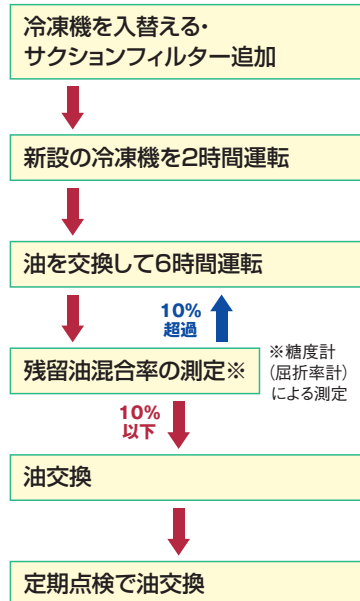 冷凍機を入替える・
サクションフィルター追加
新設の冷凍機を2時間運転
油を交換して6時間運転
10%
超過
残留油混合率の測定※
※糖度計
（屈折率計）
による測定
10%
以下
油交換
定期点検で油交換